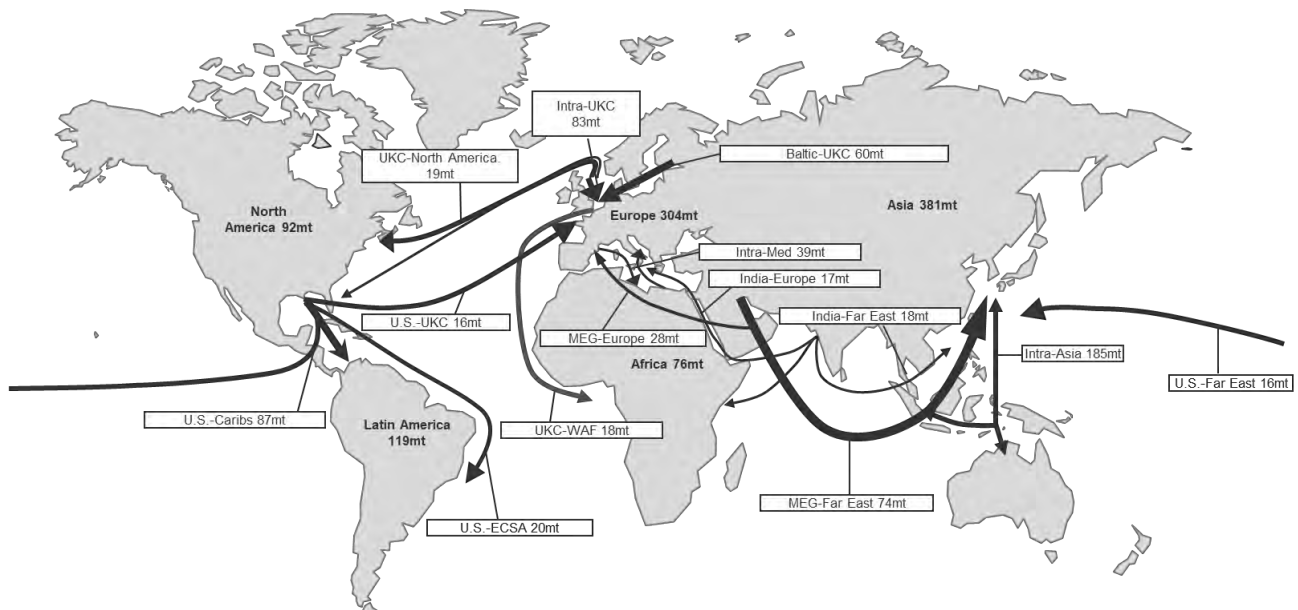 Intra-UKC
83mt
UKC-North America
19mt
Baltic-UKC 60mt
North
America 92mt
Europe 304mt
Asia 381mt
Intra-Med 39mt
India-Europe 17mt
U.S.-UKC 16mt
MEG-Europe 28mt
India-Far East 18mt
Africa 76mt
Intra-Asia 185mt
U.S.-Far East 16mt
U.S.-Caribs 87mt
Latin America
119mt
UKC-WAF 18mt
MEG-Far East 74mt
U.S.-ECSA 20mt